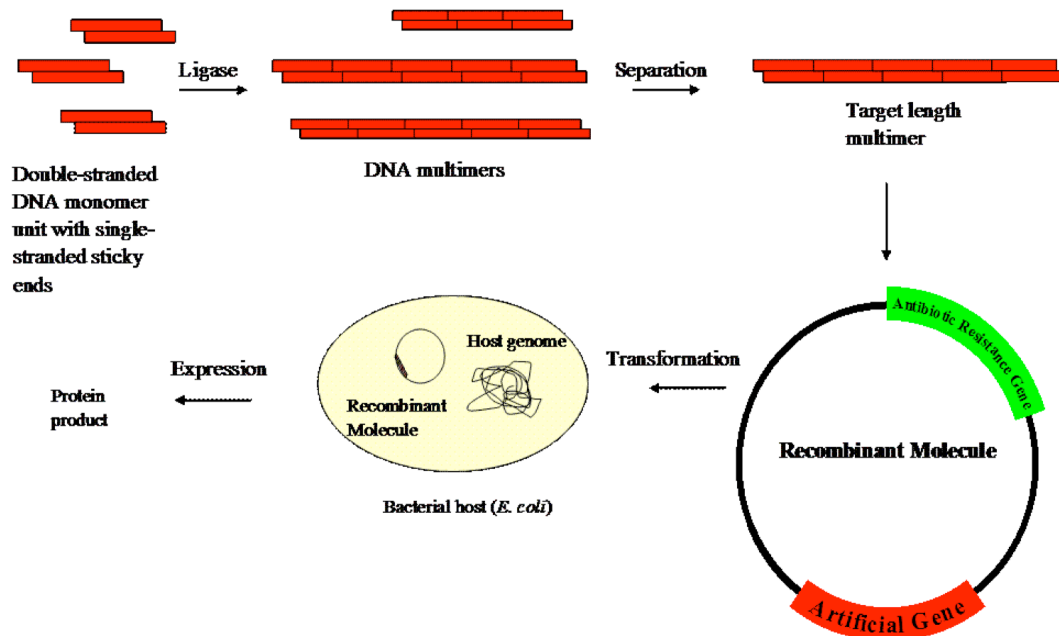 Ligase
Separation
Double-stranded
DNA monomer
unit with single-
stranded sticky
ends
DNA multimers
Target length
multimer
Antibiotic Resistance Gene
Recombinant Molecule
Artificial Gene
Transformation
Host genome
Recombinant
Molecule
Bacterial host (E. coli)
Expression
Protein
product